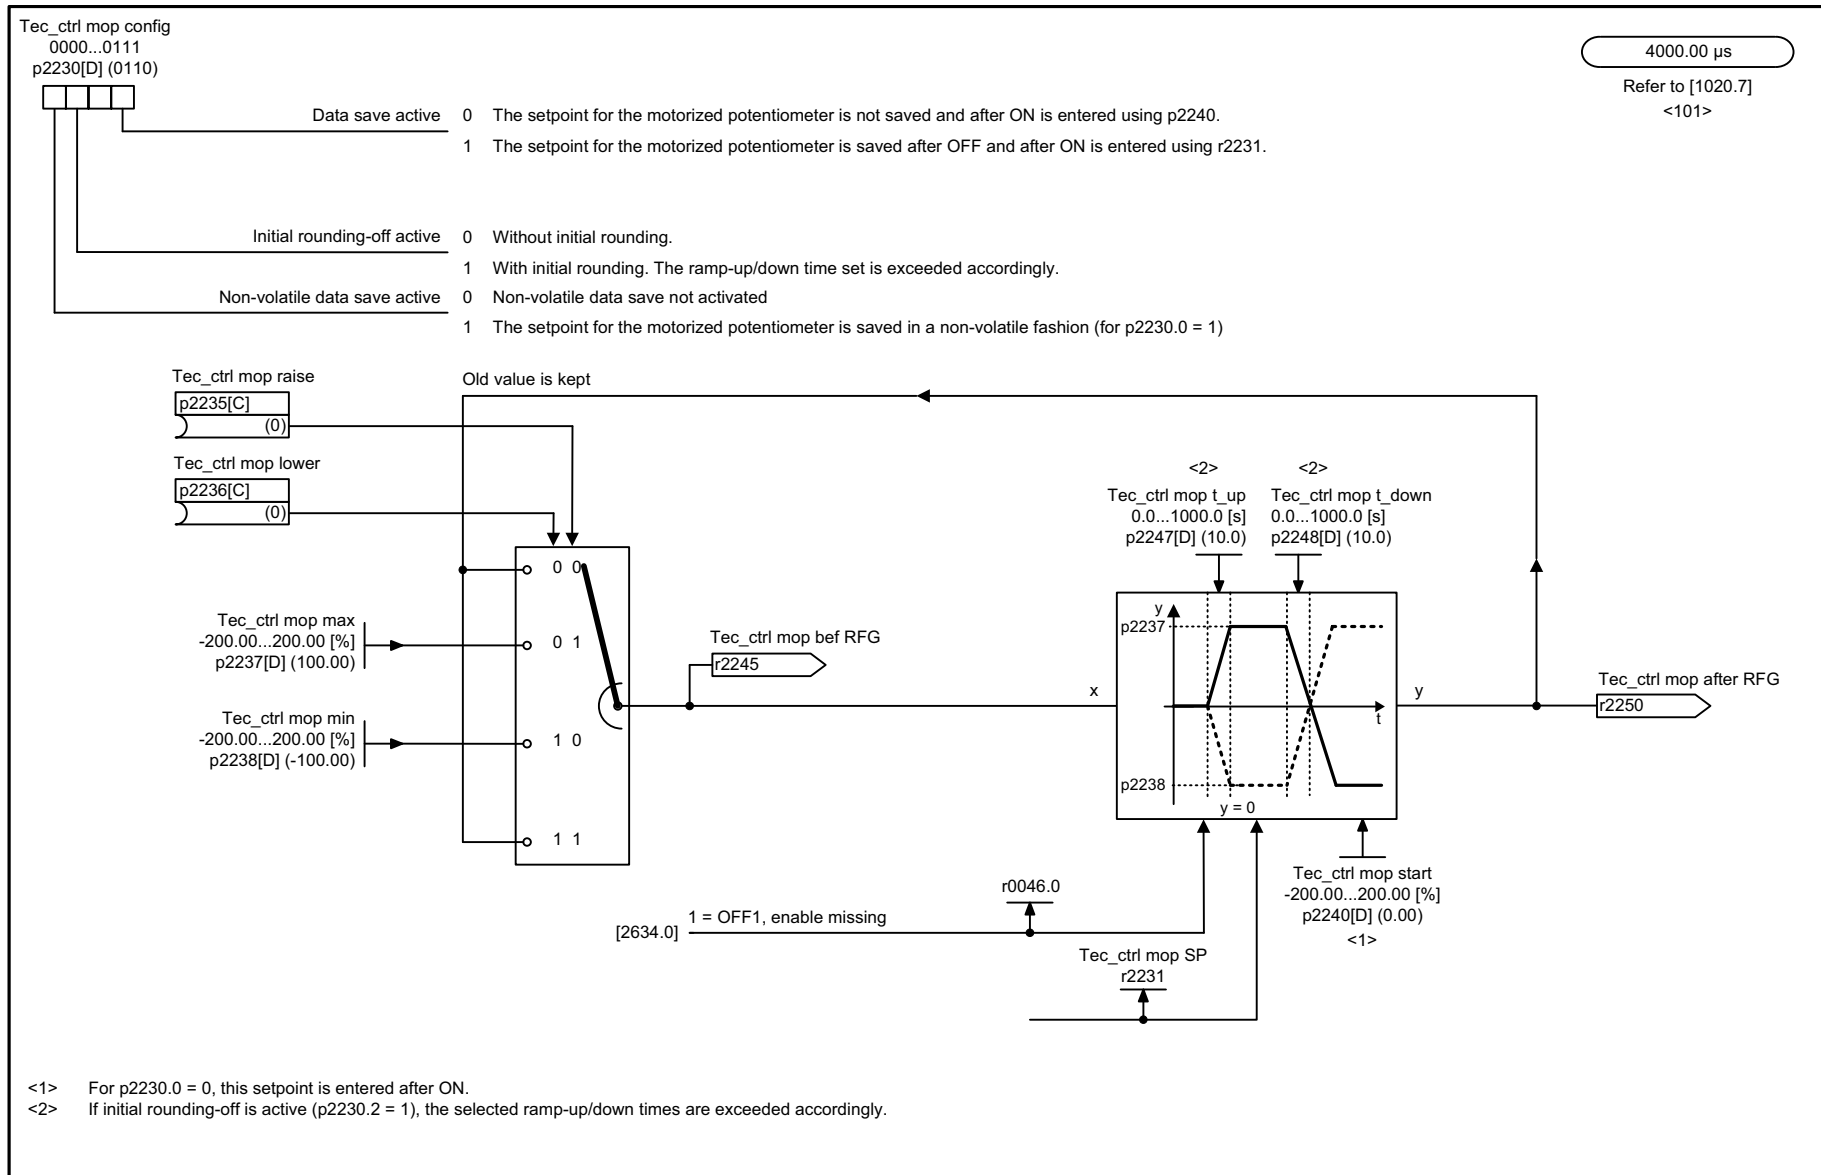 Tec_ctrl mop config
0000...0111
p2230[D] (0110)
4000.00 µs
Refer to [1020.7]
<101>
Data save active 0 The setpoint for the motorized potentiometer is not saved and after ON is entered using p2240.
1 The setpoint for the motorized potentiometer is saved after OFF and after ON is entered using r2231.
Initial rounding-off active 0 Without initial rounding.
1 With initial rounding. The ramp-up/down time set is exceeded accordingly.
Non-volatile data save active 0 Non-volatile data save not activated
1 The setpoint for the motorized potentiometer is saved in a non-volatile fashion (for p2230.0 = 1)
Tec_ctrl mop raise
p2235[C]
(0)
Old value is kept
Tec_ctrl mop lower
p2236[C]
(0)
<2>
Tec_ctrl mop t_up
0.0...1000.0 [s]
p2247[D] (10.0)
<2>
Tec_ctrl mop t_down
0.0...1000.0 [s]
p2248[D] (10.0)
0 0
0 1
1 0
1 1
Tec_ctrl mop max
-200.00...200.00 [%]
p2237[D] (100.00)
Tec_ctrl mop min
-200.00...200.00 [%]
p2238[D] (-100.00)
Tec_ctrl mop bef RFG
r2245
x
y
p2237
t
p2238
y = 0
y
Tec_ctrl mop after RFG
r2250
Tec_ctrl mop start
-200.00...200.00 [%]
p2240[D] (0.00)
<1>
r0046.0
[2634.0] 1 = OFF1, enable missing
Tec_ctrl mop SP
r2231
<1> For p2230.0 = 0, this setpoint is entered after ON.
<2> If initial rounding-off is active (p2230.2 = 1), the selected ramp-up/down times are exceeded accordingly.